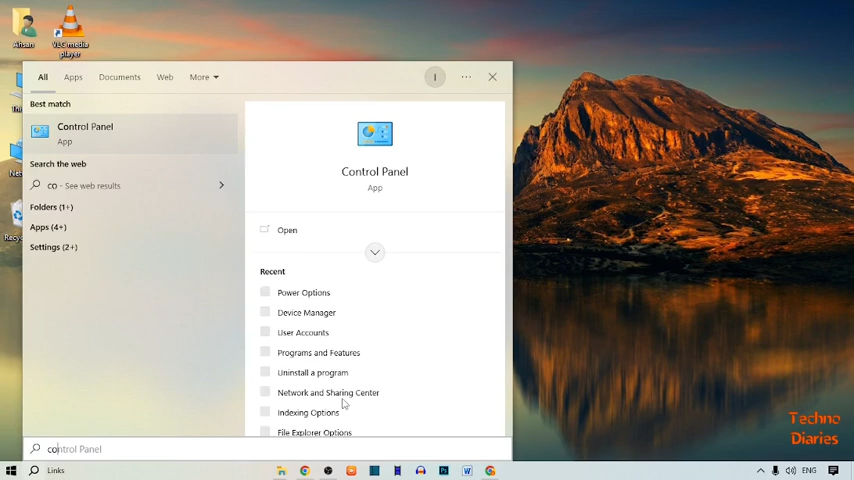 Afnan
VLC media
player
All
Apps
Documents
Web
More
I
Best match
Control Panel
App
Search the web
co - See web results
Folders (1+)
Apps (4+)
Settings (2+)
Control Panel
App
Open
Recent
Power Options
Device Manager
User Accounts
Programs and Features
Uninstall a program
Network and Sharing Center
Indexing Options
File Explorer Options
control Panel
Links
ENG
Techno
Diaries